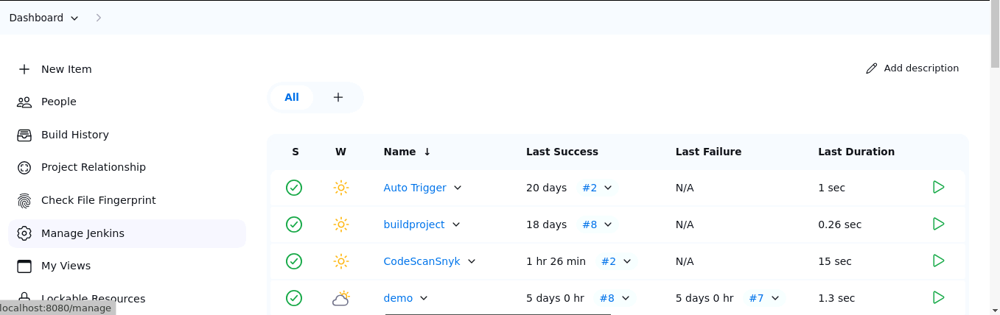 Dashboard
New Item
People
Build History
Project Relationship
Check File Fingerprint
Manage Jenkins
My Views
Lockable Resources
localhost:8080/manage
Add description
All +
S W Name ↓ Last Success Last Failure Last Duration
Auto Trigger 20 days #2 N/A 1 sec
buildproject 18 days #8 N/A 0.26 sec
CodeScanSnyk 1 hr 26 min #2 N/A 15 sec
demo 5 days 0 hr #8 5 days 0 hr #7 1.3 sec